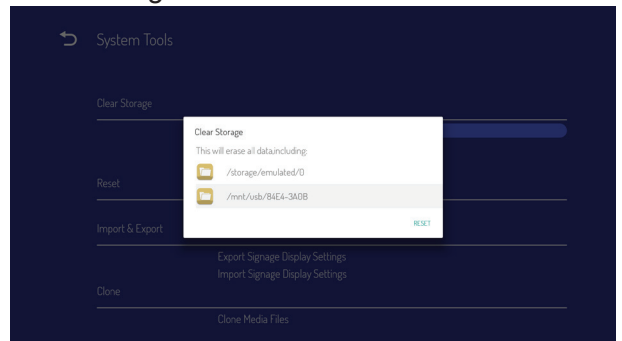 System Tools
Clear Storage
Clear Storage
This will erase all data,including:
/storage/emulated/0
/mnt/usb/84E4-3A0B
RESET
Reset
Import & Export
Export Signage Display Settings
Import Signage Display Settings
Clone
Clone Media Files